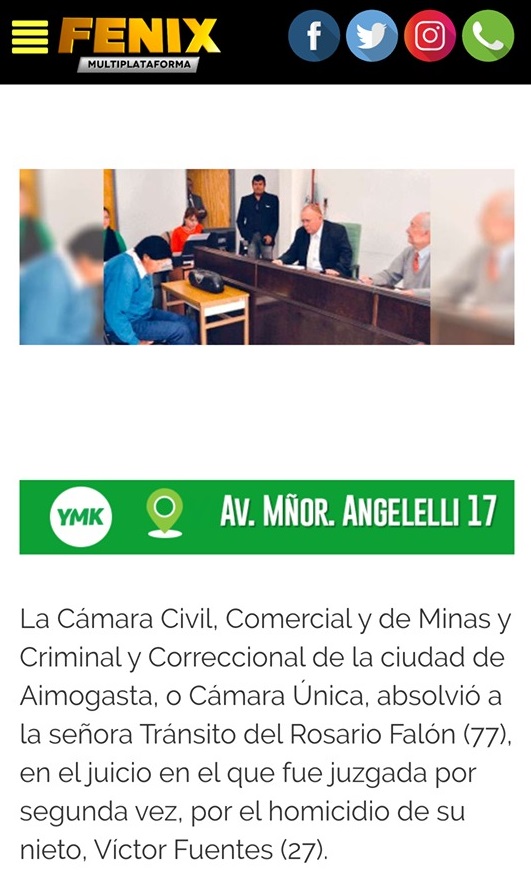 FENIX
MULTIPLATAFORMA
YMK
AV. MÑOR. ANGELELLI 17
La Cámara Civil, Comercial y de Minas y
Criminal y Correccional de la ciudad de
Aimogasta, o Cámara Única, absolvió a
la señora Tránsito del Rosario Falón (77),
en el juicio en el que fue juzgada por
segunda vez, por el homicidio de su
nieto, Víctor Fuentes (27).